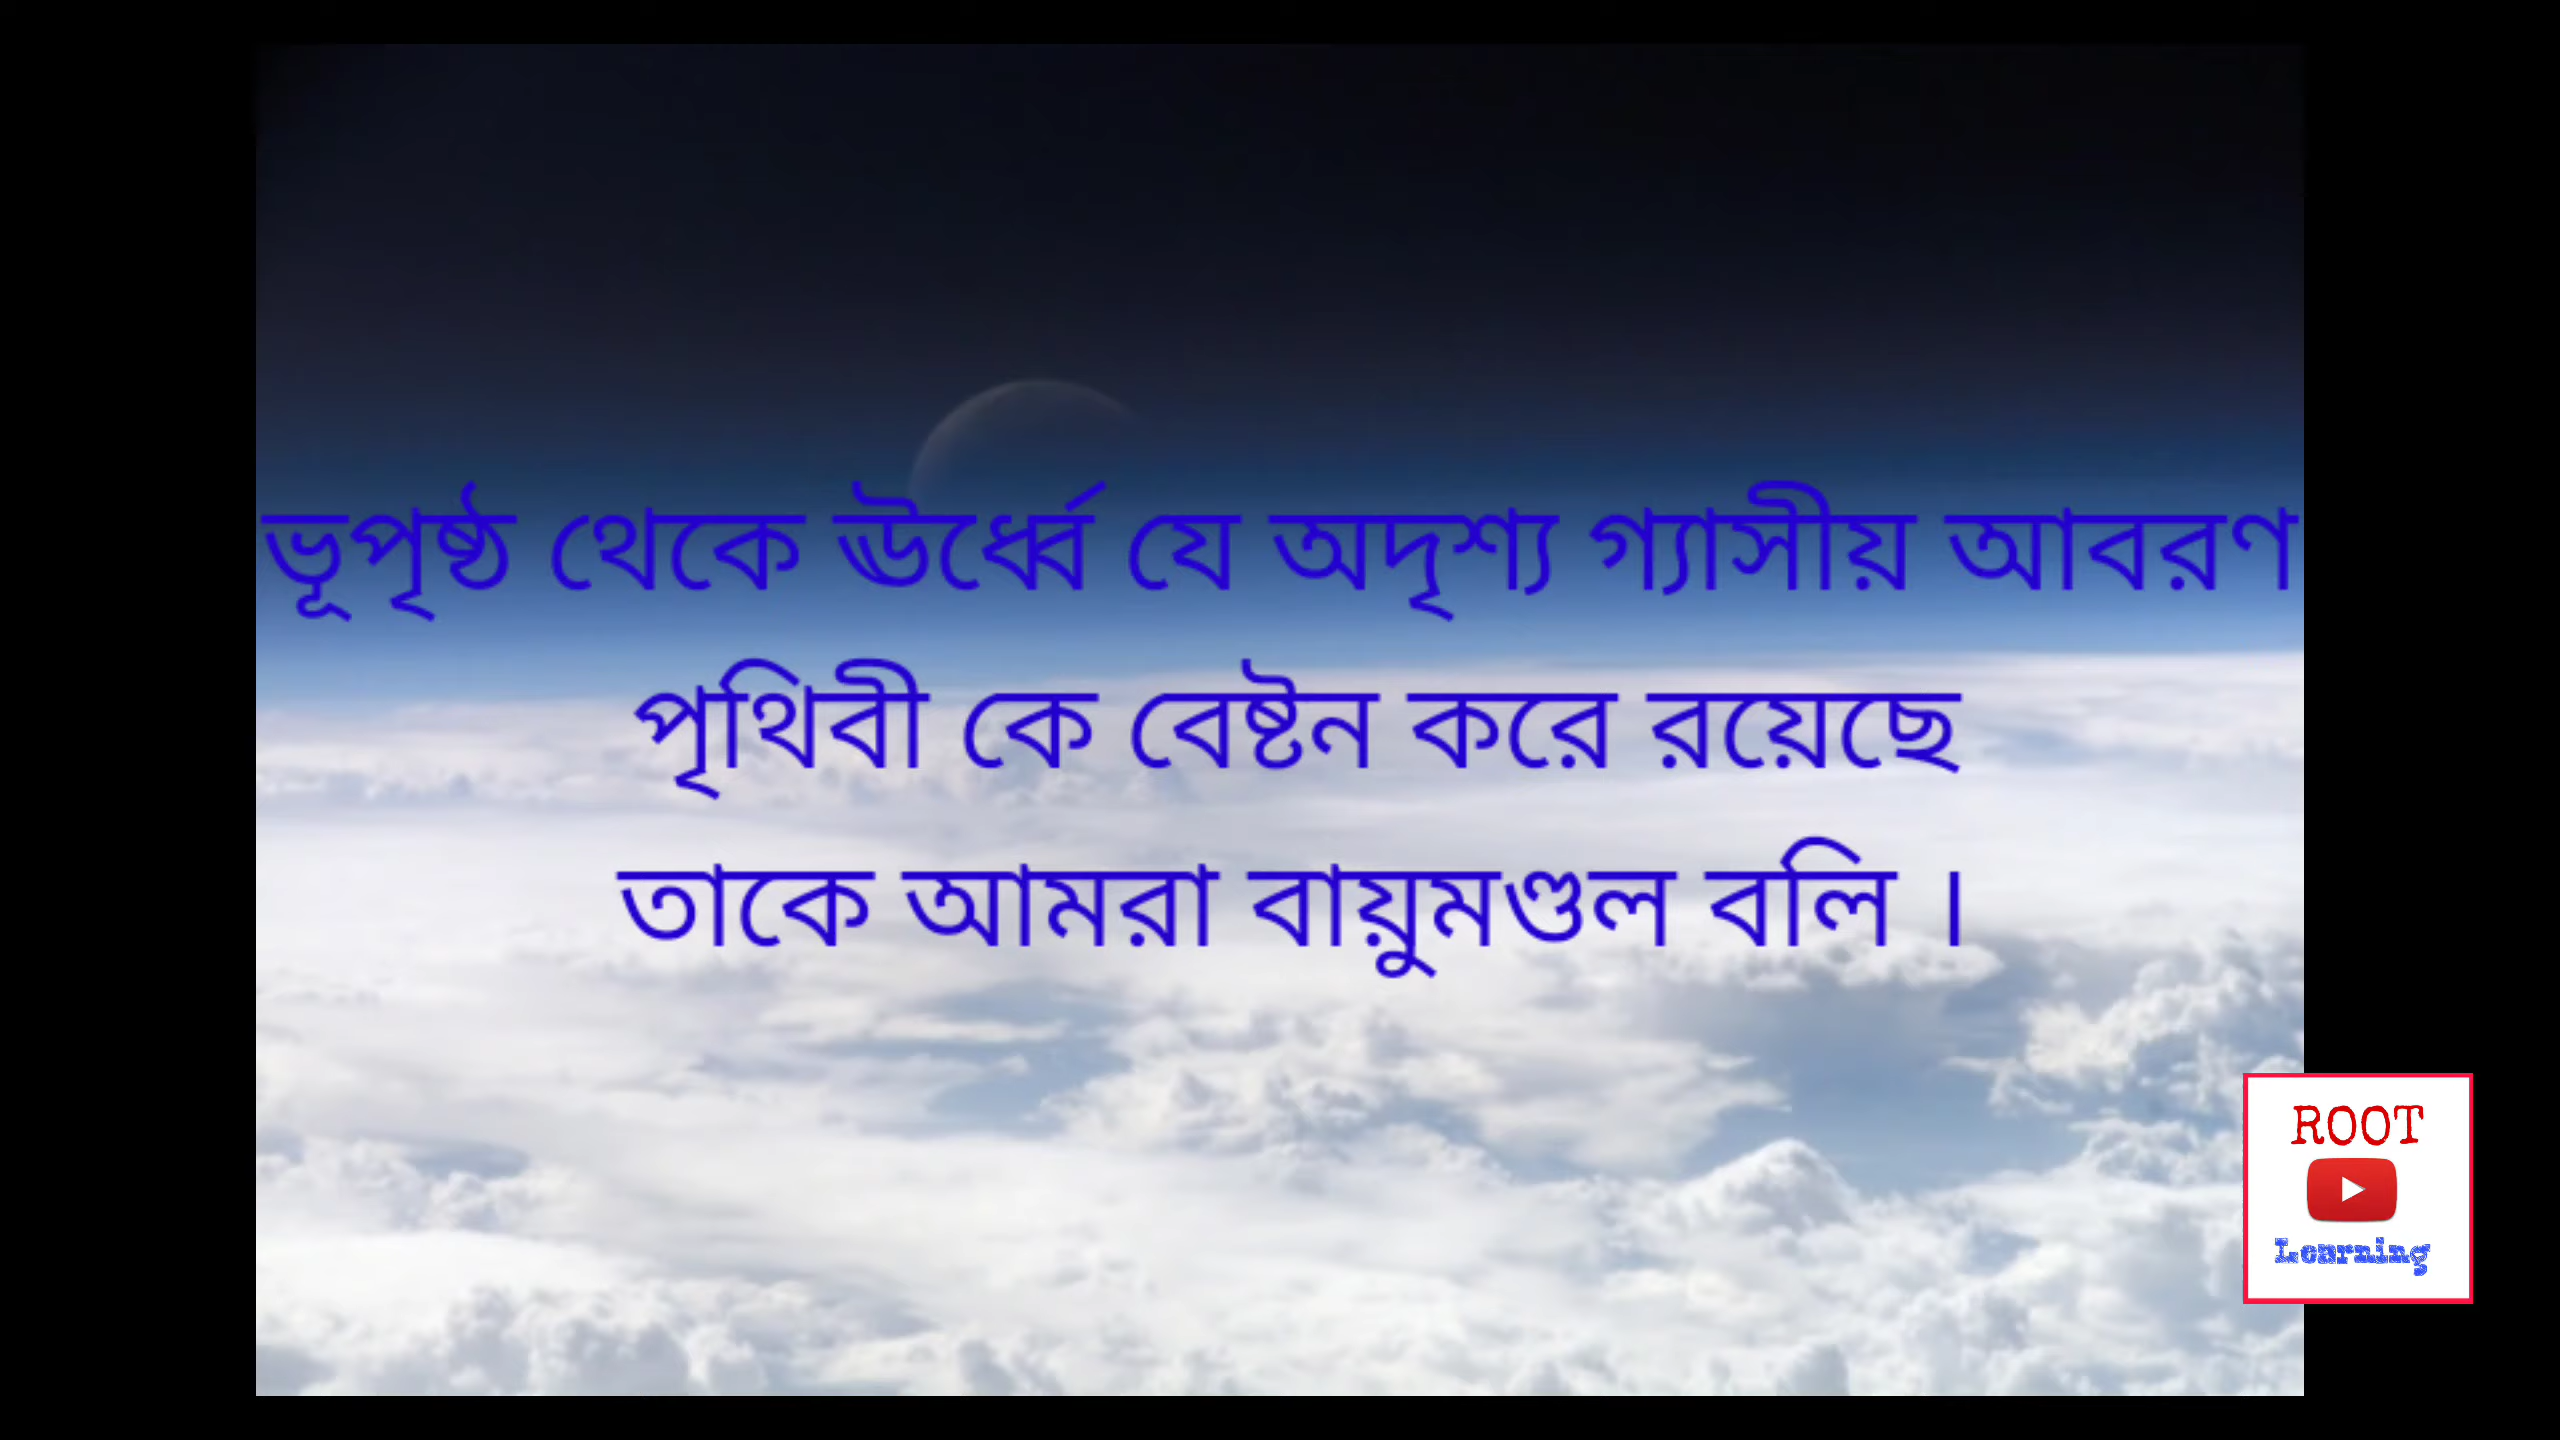 ভূপৃষ্ঠ থেকে ঊর্ধ্বে যে অদৃশ্য গ্যাসীয় আবরণ
পৃথিবী কে বেষ্টন করে রয়েছে
তাকে আমরা বায়ুমণ্ডল বলি ।
ROOT
Learning